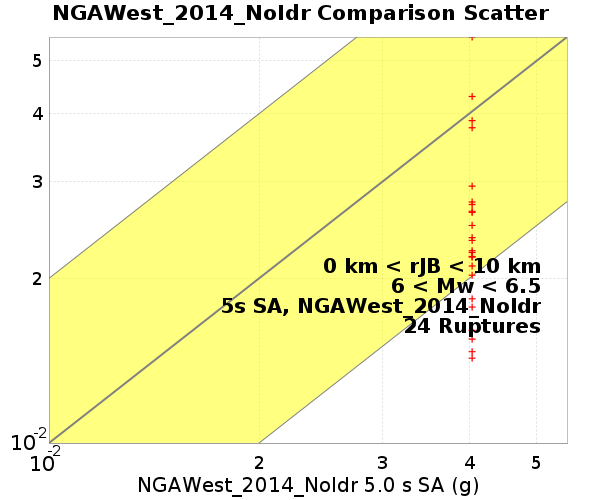 NGAWest_2014_NoIdr Comparison Scatter
5
4
3
2
10-2
0 km < rJB < 10 km
6 < Mw < 6.5
5s SA, NGAWest_2014_NoIdr
24 Ruptures
10-2
2
3
4
5
NGAWest_2014_NoIdr 5.0 s SA (g)